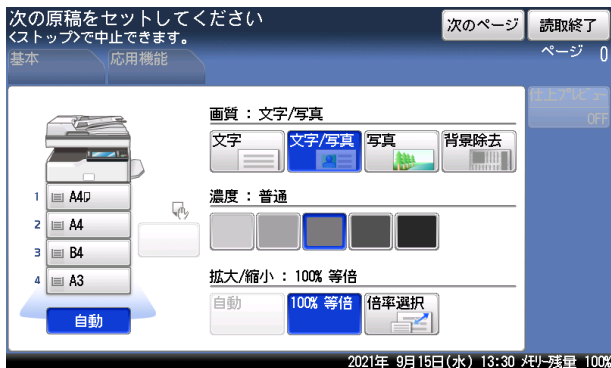 次の原稿をセットしてください
<ストップ>で中止できます。
次のページ
読取終了
ページ 0
基本
応用機能
仕上プレビュー
OFF
画質：文字/写真
文字
文字/写真
写真
背景除去
1 A4
2 A4
3 B4
4 A3
自動
濃度：普通
拡大/縮小：100% 等倍
自動
100% 等倍
倍率選択
2021年 9月15日(水) 13:30 メモリー残量 100%